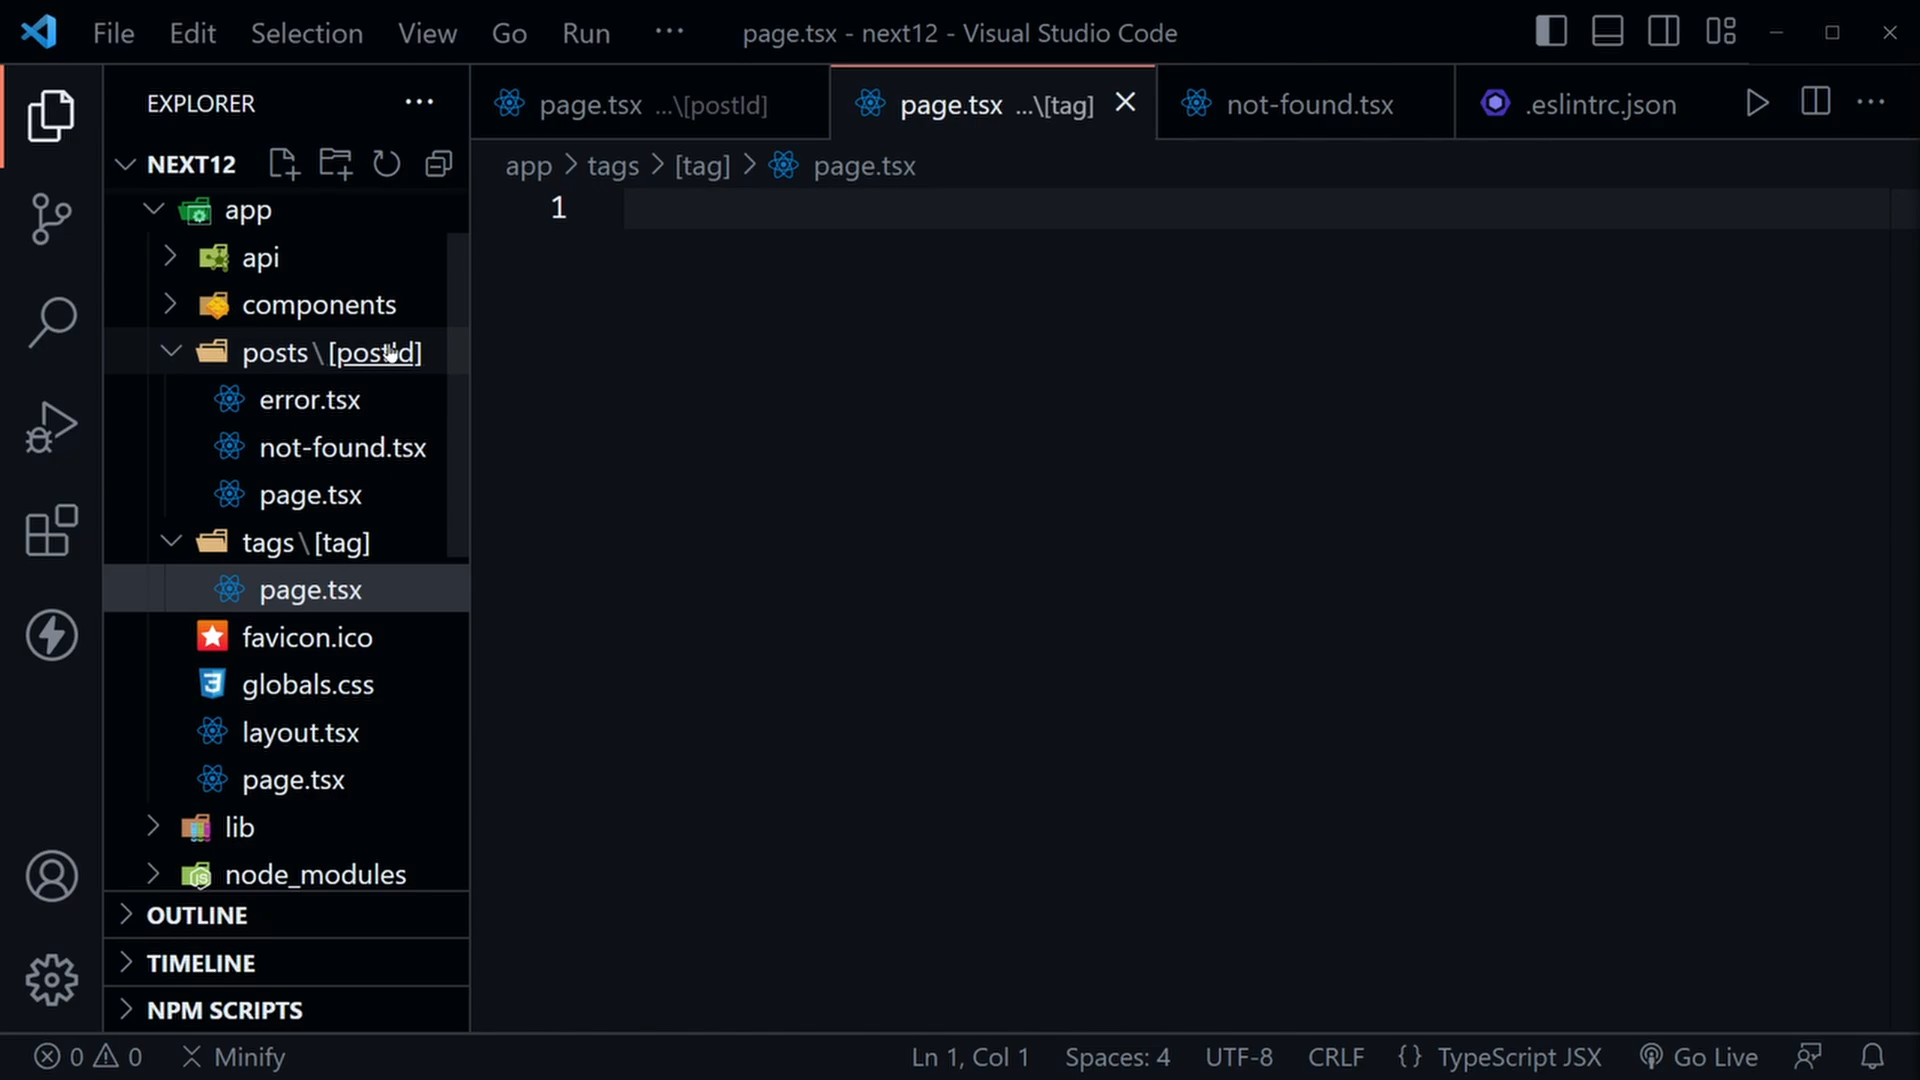 File Edit Selection View Go Run ··· page.tsx - next12 - Visual Studio Code
EXPLORER ···
page.tsx ...\[postId] page.tsx ...\[tag] not-found.tsx .eslintrc.json ···
NEXT12
app > tags > [tag] > page.tsx
1
app
api
components
posts\[postId]
error.tsx
not-found.tsx
page.tsx
tags\[tag]
page.tsx
favicon.ico
globals.css
layout.tsx
page.tsx
lib
node_modules
OUTLINE
TIMELINE
NPM SCRIPTS
0 0 Minify Ln 1, Col 1 Spaces: 4 UTF-8 CRLF {} TypeScript JSX Go Live